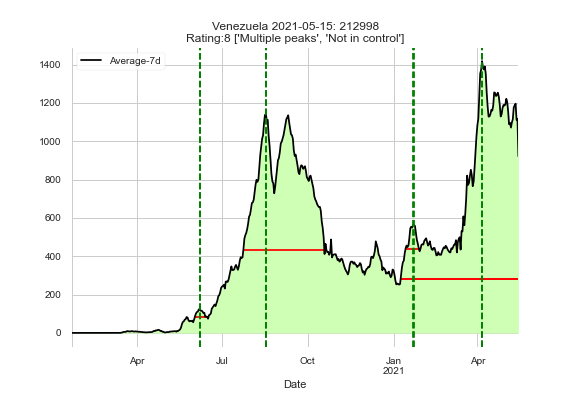 Venezuela 2021-05-15: 212998
Rating:8 ['Multiple peaks', 'Not in control']
Average-7d
1400
1200
1000
800
600
400
200
0
Apr
Jul
Oct
Jan
2021
Apr
Date